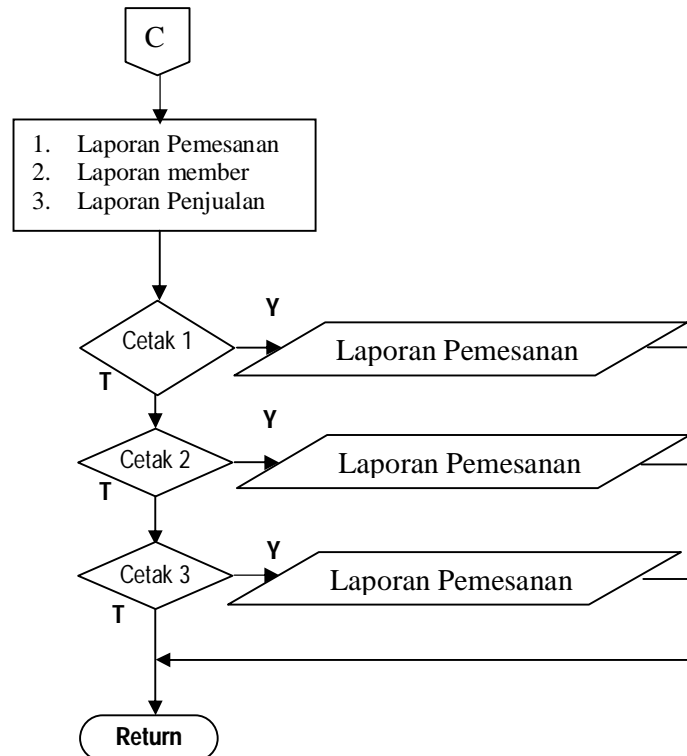 C
1. Laporan Pemesanan
2. Laporan member
3. Laporan Penjualan
Y
Cetak 1
Laporan Pemesanan
T
Y
Cetak 2
Laporan Pemesanan
T
Y
Cetak 3
Laporan Pemesanan
T
Return